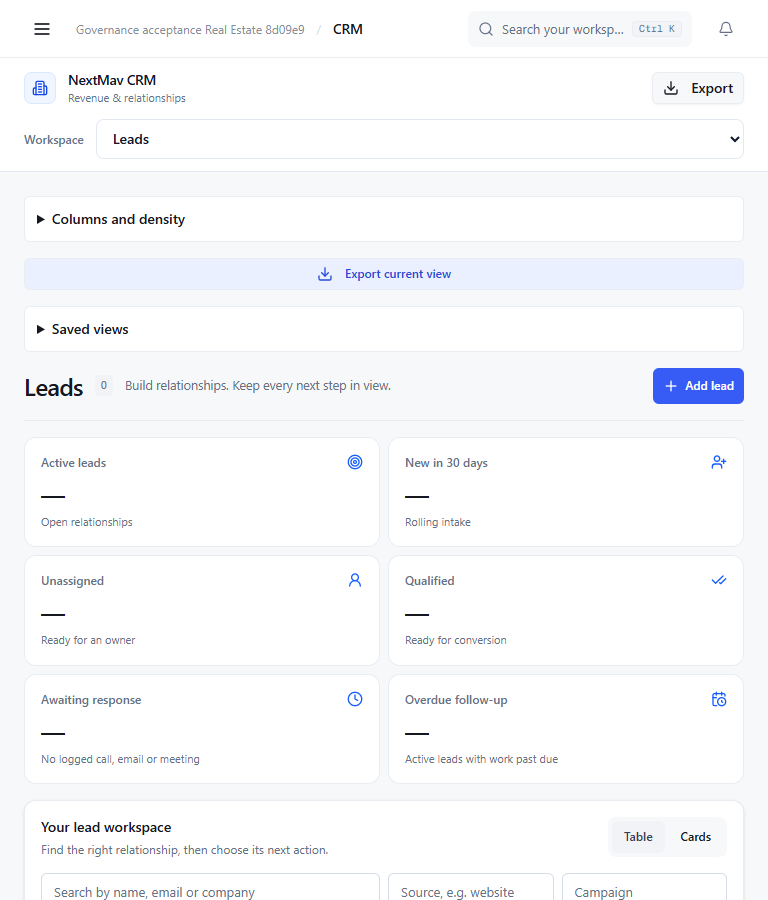 Governance acceptance Real Estate 8d09e9 / CRM
Search your worksp... Ctrl K
NextMav CRM
Revenue & relationships
Export
Workspace Leads
Columns and density
Export current view
Saved views
Leads 0 Build relationships. Keep every next step in view.
Add lead
Active leads
—
Open relationships
New in 30 days
—
Rolling intake
Unassigned
—
Ready for an owner
Qualified
—
Ready for conversion
Awaiting response
—
No logged call, email or meeting
Overdue follow-up
—
Active leads with work past due
Your lead workspace
Find the right relationship, then choose its next action.
Table Cards
Search by name, email or company
Source, e.g. website
Campaign